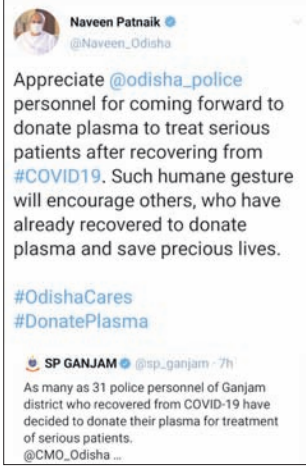 Naveen Patnaik
@Naveen_Odisha
Appreciate @odisha_police
personnel for coming forward to
donate plasma to treat serious
patients after recovering from
#COVID19. Such humane gesture
will encourage others, who have
already recovered to donate
plasma and save precious lives.
#OdishaCares
#DonatePlasma
SP GANJAM @sp_ganjam · 7h
As many as 31 police personnel of Ganjam
district who recovered from COVID-19 have
decided to donate their plasma for treatment
of serious patients.
@CMO_Odisha ...